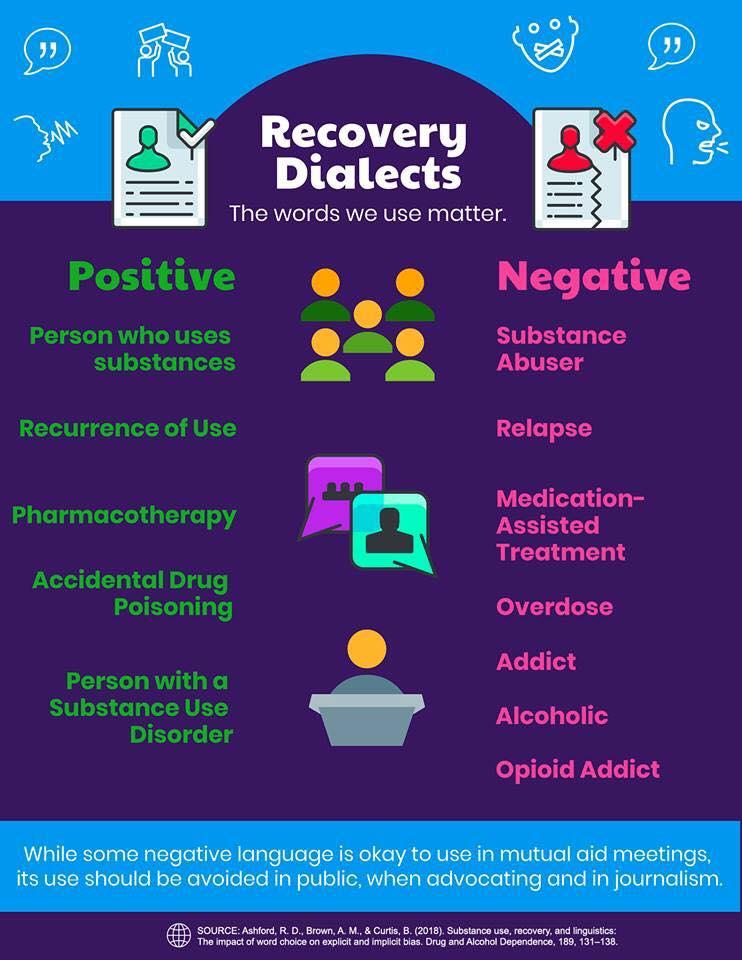 Recovery
Dialects
The words we use matter.
Positive
Person who uses
substances
Recurrence of Use
Pharmacotherapy
Accidental Drug
Poisoning
Person with a
Substance Use
Disorder
Negative
Substance
Abuser
Relapse
Medication-
Assisted
Treatment
Overdose
Addict
Alcoholic
Opioid Addict
While some negative language is okay to use in mutual aid meetings,
its use should be avoided in public, when advocating and in journalism.
SOURCE: Ashford, R. D., Brown, A. M., & Curtis, B. (2018). Substance use, recovery, and linguistics:
The impact of word choice on explicit and implicit bias. Drug and Alcohol Dependence, 189, 131–138.